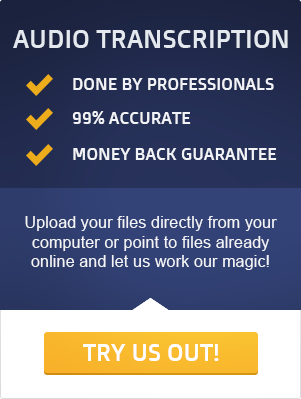 AUDIO TRANSCRIPTION
DONE BY PROFESSIONALS
99% ACCURATE
MONEY BACK GUARANTEE
Upload your files directly from your
computer or point to files already
online and let us work our magic!
TRY US OUT!